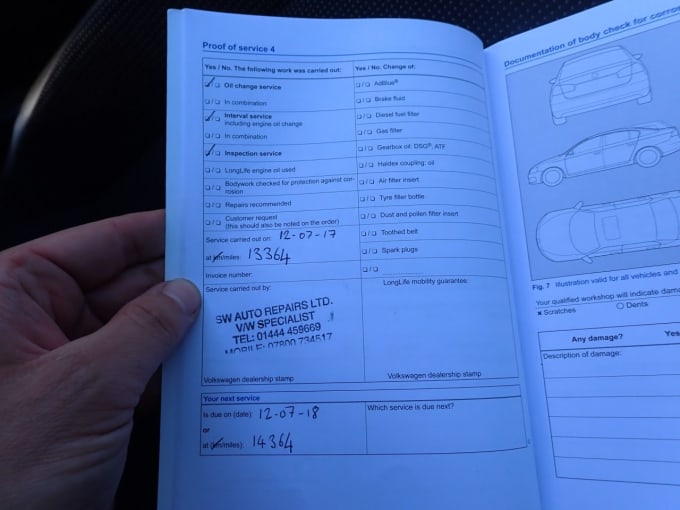 Proof of service 4
Yes / No. The following work was carried out:
Oil change service
In combination
Interval service
including engine oil change
In combination
Inspection service
LongLife engine oil used
Bodywork checked for protection against cor-
rosion
Repairs recommended
Customer request
(this should also be noted on the order)
Service carried out on: 12-07-17
at km/miles: 13364
Invoice number:
Service carried out by:
SW AUTO REPAIRS LTD.
V/W SPECIALIST
TEL: 01444 459669
MOBILE: 07800 734517
Volkswagen dealership stamp
Yes / No. Change of:
AdBlue®
Brake fluid
Diesel fuel filter
Gas filter
Gearbox oil: DSG®, ATF
Haldex coupling: oil
Air filter insert
Tyre filler bottle
Dust and pollen filter insert
Toothed belt
Spark plugs
LongLife mobility guarantee:
Volkswagen dealership stamp
Your next service
Is due on (date): 12-07-18
or
at (km/miles): 14364
Which service is due next?
Documentation of body check for
Fig. 7 Illustration valid for all vehicles and
Your qualified workshop will indicate
× Scratches
○ Dents
Any damage? Yes
Description of damage: